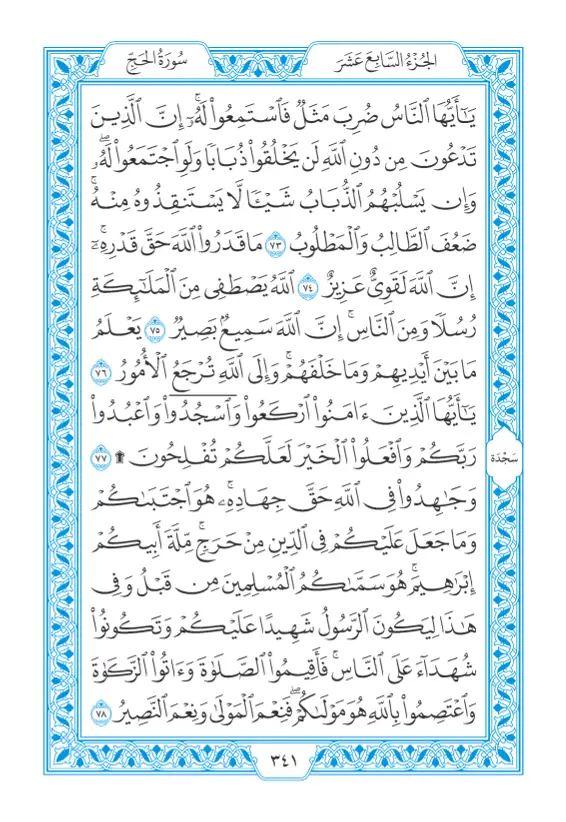 الجُزْءُ السَّابِعَ عَشَرَ
سُورَةُ الحَجِّ
يَٰٓأَيُّهَا ٱلنَّاسُ ضُرِبَ مَثَلٞ فَٱسۡتَمِعُواْ لَهُۥٓۚ إِنَّ ٱلَّذِينَ
تَدۡعُونَ مِن دُونِ ٱللَّهِ لَن يَخۡلُقُواْ ذُبَابٗا وَلَوِ ٱجۡتَمَعُواْ لَهُۥۖ
وَإِن يَسۡلُبۡهُمُ ٱلذُّبَابُ شَيۡـٔٗا لَّا يَسۡتَنقِذُوهُ مِنۡهُۚ
ضَعُفَ ٱلطَّالِبُ وَٱلۡمَطۡلُوبُ ٧٣ مَا قَدَرُواْ ٱللَّهَ حَقَّ قَدۡرِهِۦٓۚ
إِنَّ ٱللَّهَ لَقَوِيٌّ عَزِيزٌ ٧٤ ٱللَّهُ يَصۡطَفِي مِنَ ٱلۡمَلَٰٓئِكَةِ
رُسُلٗا وَمِنَ ٱلنَّاسِۚ إِنَّ ٱللَّهَ سَمِيعُۢ بَصِيرٞ ٧٥ يَعۡلَمُ
مَا بَيۡنَ أَيۡدِيهِمۡ وَمَا خَلۡفَهُمۡۚ وَإِلَى ٱللَّهِ تُرۡجَعُ ٱلۡأُمُورُ ٧٦
يَٰٓأَيُّهَا ٱلَّذِينَ ءَامَنُواْ ٱرۡكَعُواْ وَٱسۡجُدُواْۤ وَٱعۡبُدُواْ
رَبَّكُمۡ وَٱفۡعَلُواْ ٱلۡخَيۡرَ لَعَلَّكُمۡ تُفۡلِحُونَ ۩ ٧٧
سَجْدَة
وَجَٰهِدُواْ فِي ٱللَّهِ حَقَّ جِهَادِهِۦۚ هُوَ ٱجۡتَبَىٰكُمۡ
وَمَا جَعَلَ عَلَيۡكُمۡ فِي ٱلدِّينِ مِنۡ حَرَجٖۚ مِّلَّةَ أَبِيكُمۡ
إِبۡرَٰهِيمَۚ هُوَ سَمَّىٰكُمُ ٱلۡمُسۡلِمِينَ مِن قَبۡلُ وَفِي
هَٰذَا لِيَكُونَ ٱلرَّسُولُ شَهِيدًا عَلَيۡكُمۡ وَتَكُونُواْ
شُهَدَآءَ عَلَى ٱلنَّاسِۚ فَأَقِيمُواْ ٱلصَّلَوٰةَ وَءَاتُواْ ٱلزَّكَوٰةَ
وَٱعۡتَصِمُواْ بِٱللَّهِ هُوَ مَوۡلَىٰكُمۡۖ فَنِعۡمَ ٱلۡمَوۡلَىٰ وَنِعۡمَ ٱلنَّصِيرُ ٧٨
٣٤١